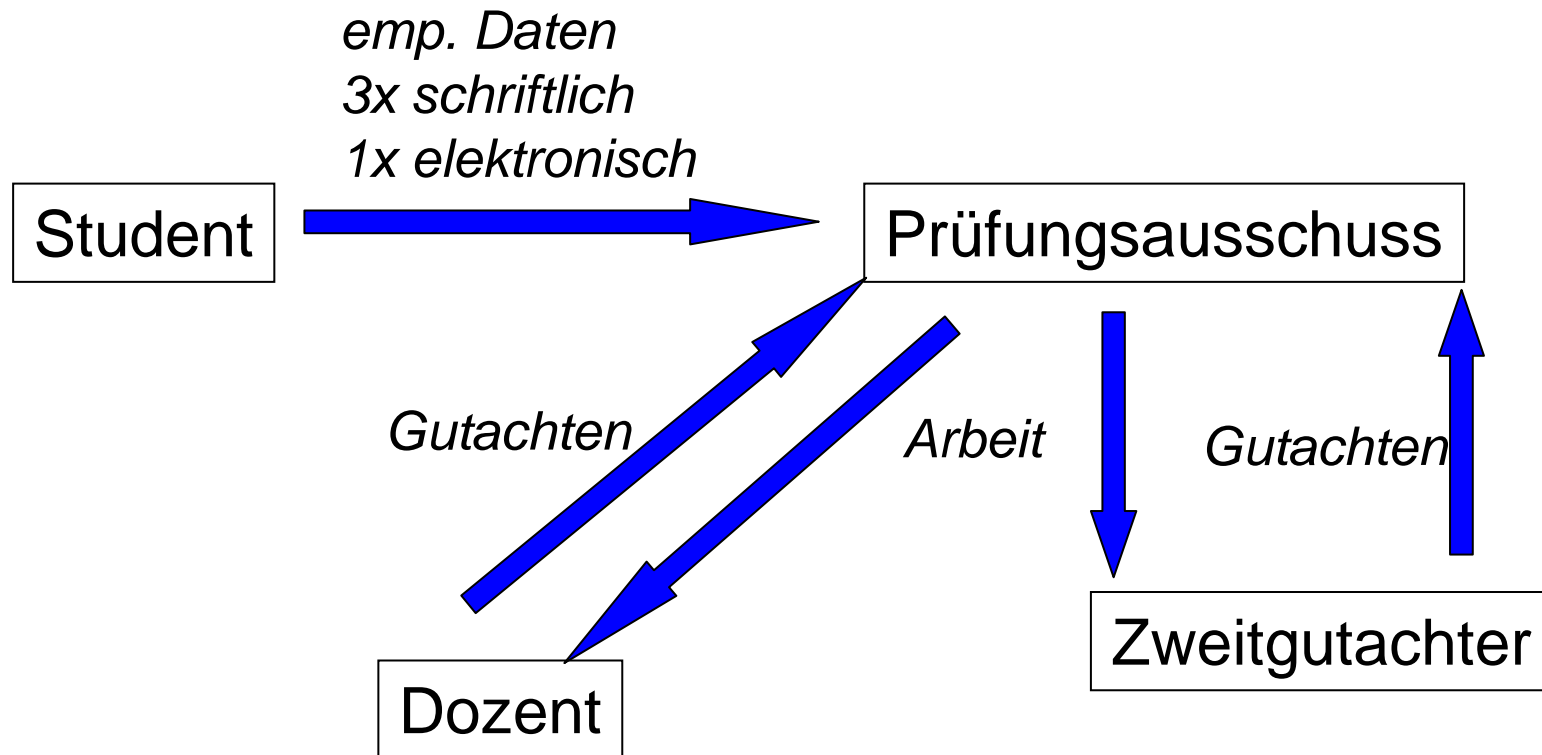 emp. Daten
3x schriftlich
1x elektronisch
Student
Prüfungsausschuss
Gutachten
Arbeit
Gutachten
Zweitgutachter
Dozent